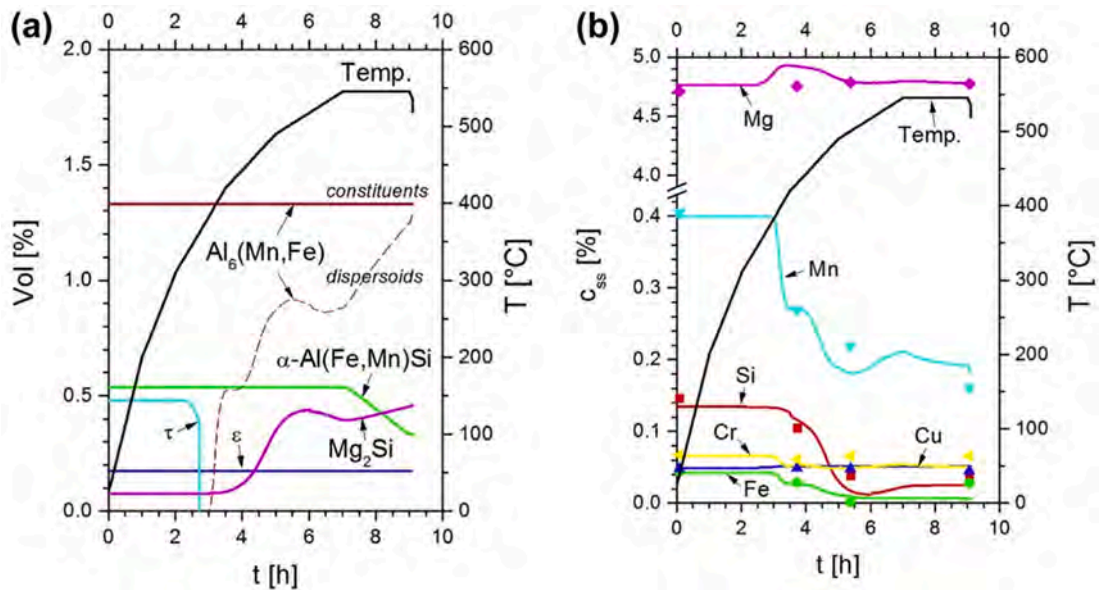 (a)
0 2 4 6 8 10
2.0
1.5
1.0
0.5
0.0
Vol [%]
600
500
400
300
200
100
0
T [°C]
Temp.
constituents
Al6(Mn,Fe)
dispersoids
α-Al(Fe,Mn)Si
τ
ε
Mg2Si
0 2 4 6 8 10
t [h]
(b)
0 2 4 6 8 10
5.0
4.5
4.0
0.4
0.3
0.2
0.1
0.0
css [%]
600
500
400
300
200
100
0
T [°C]
Mg
Temp.
Mn
Si
Cr
Cu
Fe
0 2 4 6 8 10
t [h]